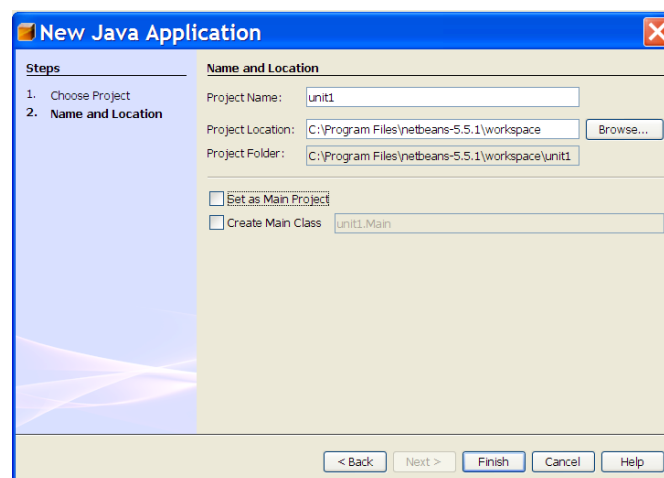 New Java Application
Steps
1. Choose Project
2. Name and Location
Name and Location
Project Name: unit1
Project Location: C:\Program Files\netbeans-5.5.1\workspace Browse...
Project Folder: C:\Program Files\netbeans-5.5.1\workspace\unit1
Set as Main Project
Create Main Class unit1.Main
< Back Next > Finish Cancel Help